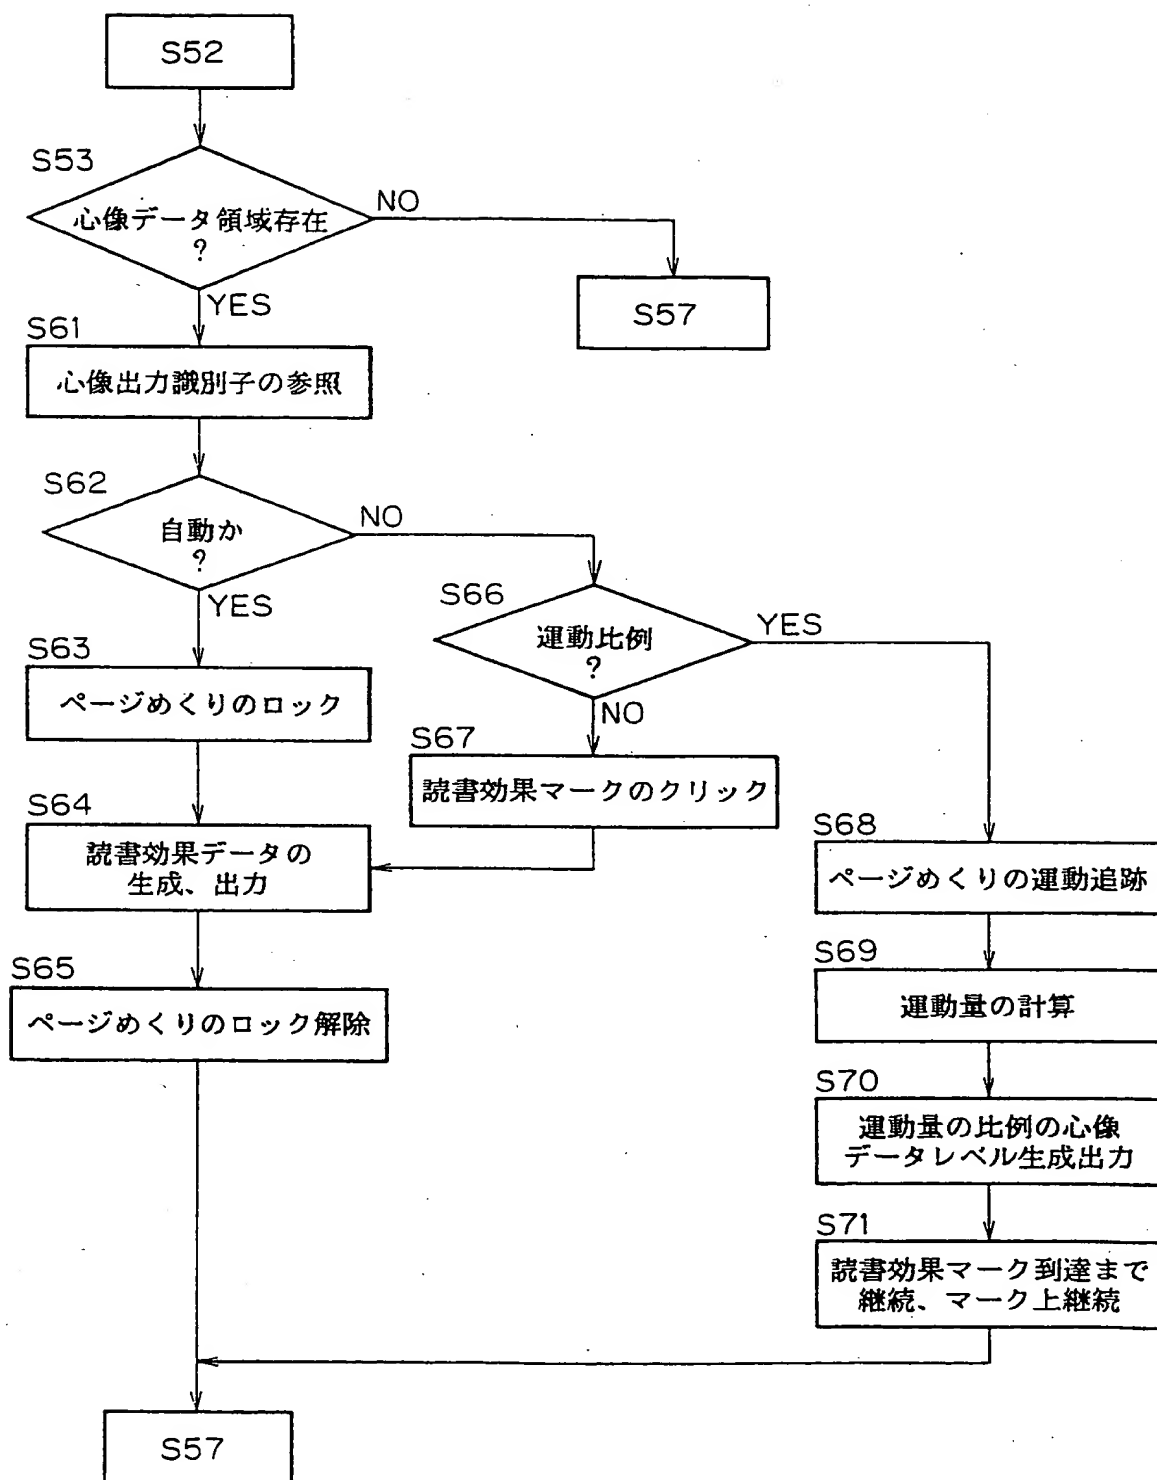 S52
S53
心像データ領域存在
?
NO
YES
S57
S61
心像出力識別子の参照
S62
自動か
?
NO
YES
S66
運動比例
?
YES
NO
S63
ページめくりのロック
S67
読書効果マークのクリック
S64
読書効果データの
生成、出力
S68
ページめくりの運動追跡
S65
ページめくりのロック解除
S69
運動量の計算
S70
運動量の比例の心像
データレベル生成出力
S71
読書効果マーク到達まで
継続、マーク上継続
S57